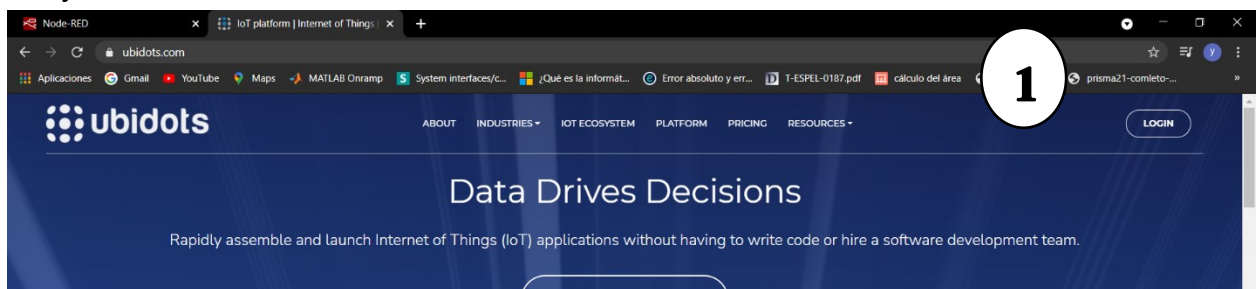 Node-RED
IoT platform | Internet of Things |
ubidots.com
Aplicaciones Gmail YouTube Maps MATLAB Onramp System interfaces/c... ¿Qué es la informát... Error absoluto y err... T-ESPEL-0187.pdf cálculo del área prisma21-comleto-... »
1
ubidots ABOUT INDUSTRIES IOT ECOSYSTEM PLATFORM PRICING RESOURCES LOGIN
Data Drives Decisions
Rapidly assemble and launch Internet of Things (IoT) applications without having to write code or hire a software development team.